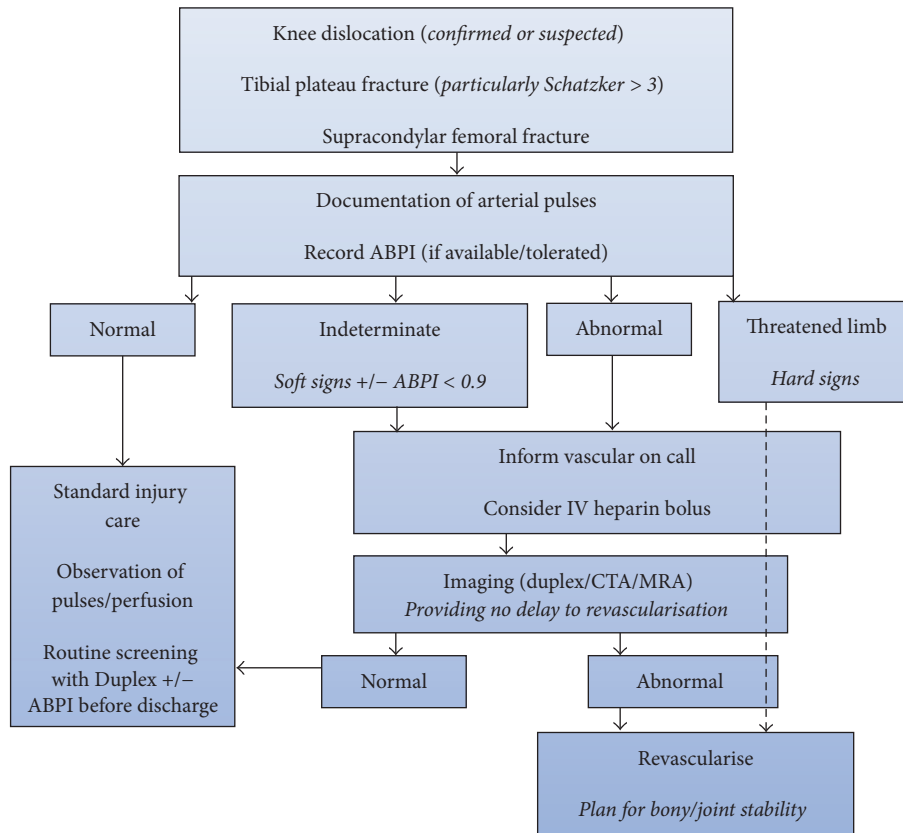 Knee dislocation (confirmed or suspected)
Tibial plateau fracture (particularly Schatzker > 3)
Supracondylar femoral fracture
Documentation of arterial pulses
Record ABPI (if available/tolerated)
Normal
Indeterminate
Soft signs +/− ABPI < 0.9
Abnormal
Threatened limb
Hard signs
Inform vascular on call
Consider IV heparin bolus
Standard injury
care
Observation of
pulses/perfusion
Routine screening
with Duplex +/−
ABPI before discharge
Imaging (duplex/CTA/MRA)
Providing no delay to revascularisation
Normal
Abnormal
Revascularise
Plan for bony/joint stability